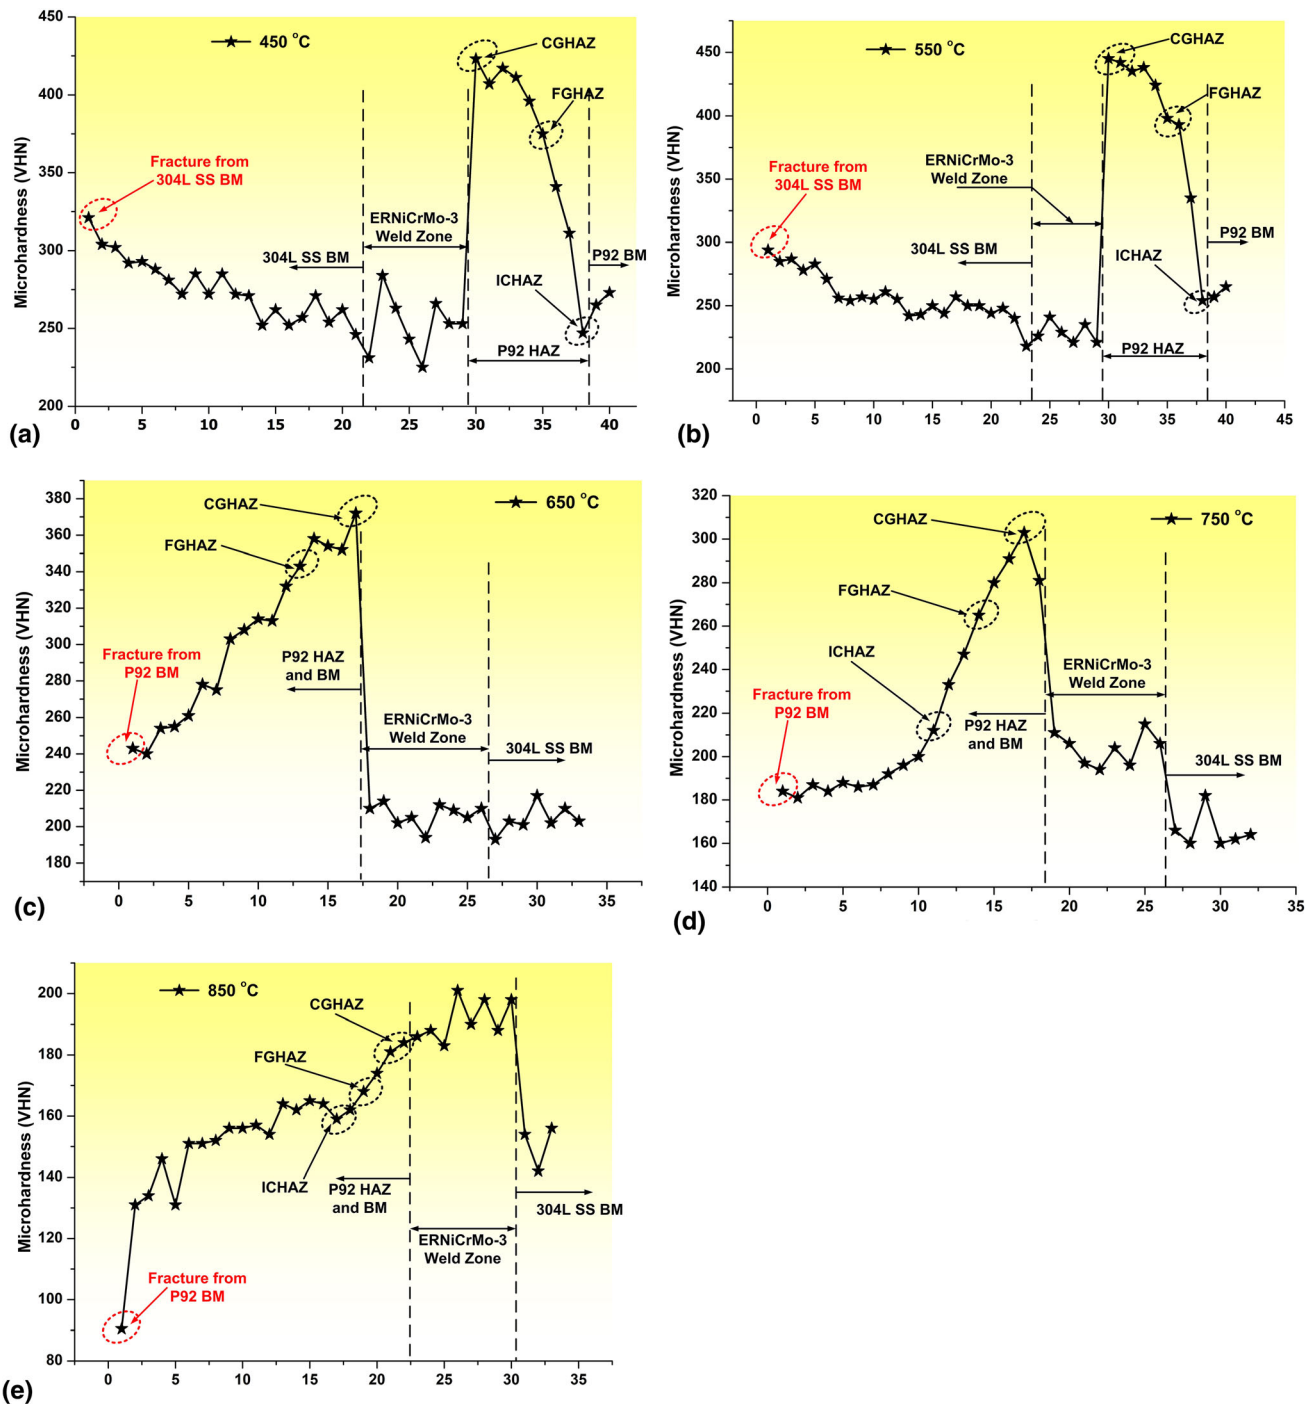 450 °C
CGHAZ
FGHAZ
Fracture from
304L SS BM
ERNiCrMo-3
Weld Zone
304L SS BM
P92 BM
ICHAZ
P92 HAZ
Microhardness (VHN)
450
400
350
300
250
200
0 5 10 15 20 25 30 35 40
(a)
550 °C
CGHAZ
FGHAZ
ERNiCrMo-3
Weld Zone
Fracture from
304L SS BM
304L SS BM
P92 BM
ICHAZ
P92 HAZ
Microhardness (VHN)
450
400
350
300
250
200
0 5 10 15 20 25 30 35 40 45
(b)
650 °C
CGHAZ
FGHAZ
Fracture from
P92 BM
P92 HAZ
and BM
ERNiCrMo-3
Weld Zone
304L SS BM
Microhardness (VHN)
380
360
340
320
300
280
260
240
220
200
180
0 5 10 15 20 25 30 35
(c)
750 °C
CGHAZ
FGHAZ
ICHAZ
ERNiCrMo-3
Weld Zone
Fracture from
P92 BM
P92 HAZ
and BM
304L SS BM
Microhardness (VHN)
320
300
280
260
240
220
200
180
160
140
0 5 10 15 20 25 30 35
(d)
850 °C
CGHAZ
FGHAZ
ICHAZ
P92 HAZ
and BM
304L SS BM
ERNiCrMo-3
Weld Zone
Fracture from
P92 BM
Microhardness (VHN)
200
180
160
140
120
100
80
0 5 10 15 20 25 30 35
(e)